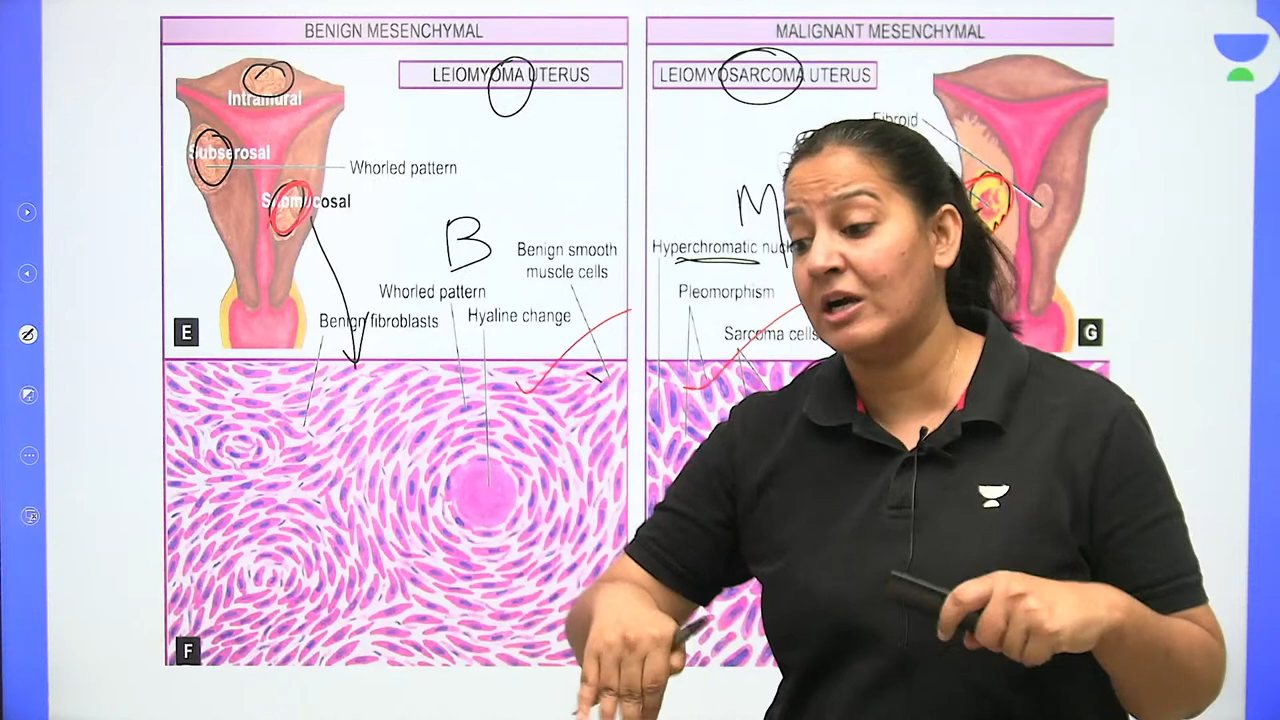 BENIGN MESENCHYMAL
MALIGNANT MESENCHYMAL
LEIOMYOMA UTERUS
LEIOMYOSARCOMA UTERUS
Intramural
Fibroid
Subserosal
Whorled pattern
Submucosal
B
M
Benign smooth
muscle cells
Hyperchromatic
Whorled pattern
Pleomorphism
Hyaline change
Benign fibroblasts
Sarcoma cells
E
G
F